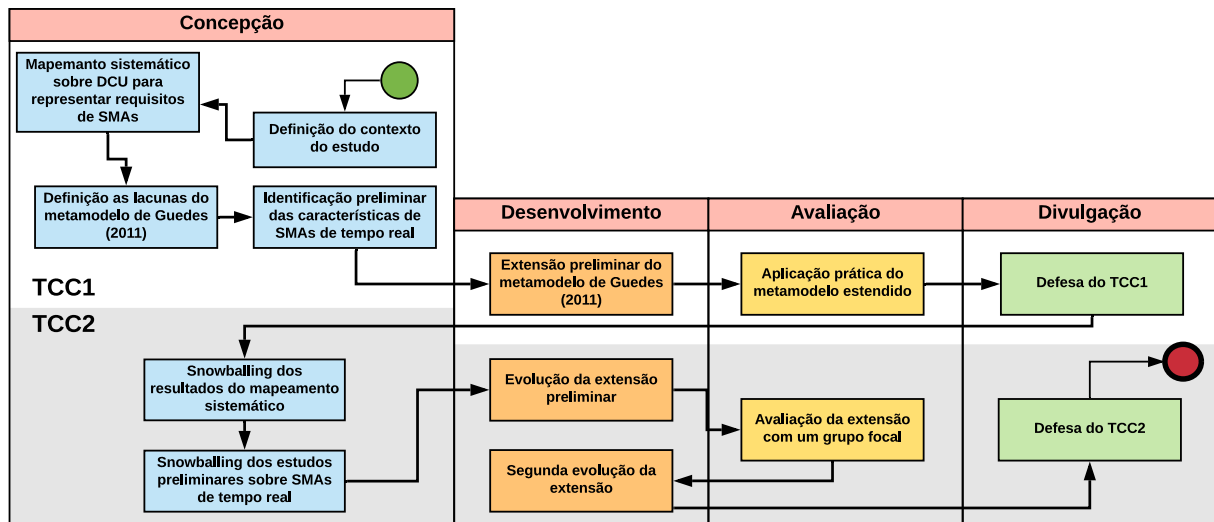 Concepção
Mapemanto sistemático
sobre DCU para
representar requisitos
de SMAs
Definição do contexto
do estudo
Definição as lacunas do
metamodelo de Guedes
(2011)
Identificação preliminar
das características de
SMAs de tempo real
Desenvolvimento
Avaliação
Divulgação
TCC1
Extensão preliminar do
metamodelo de Guedes
(2011)
Aplicação prática do
metamodelo estendido
Defesa do TCC1
TCC2
Snowballing dos
resultados do mapeamento
sistemático
Evolução da extensão
preliminar
Avaliação da extensão
com um grupo focal
Defesa do TCC2
Snowballing dos estudos
preliminares sobre SMAs
de tempo real
Segunda evolução da
extensão